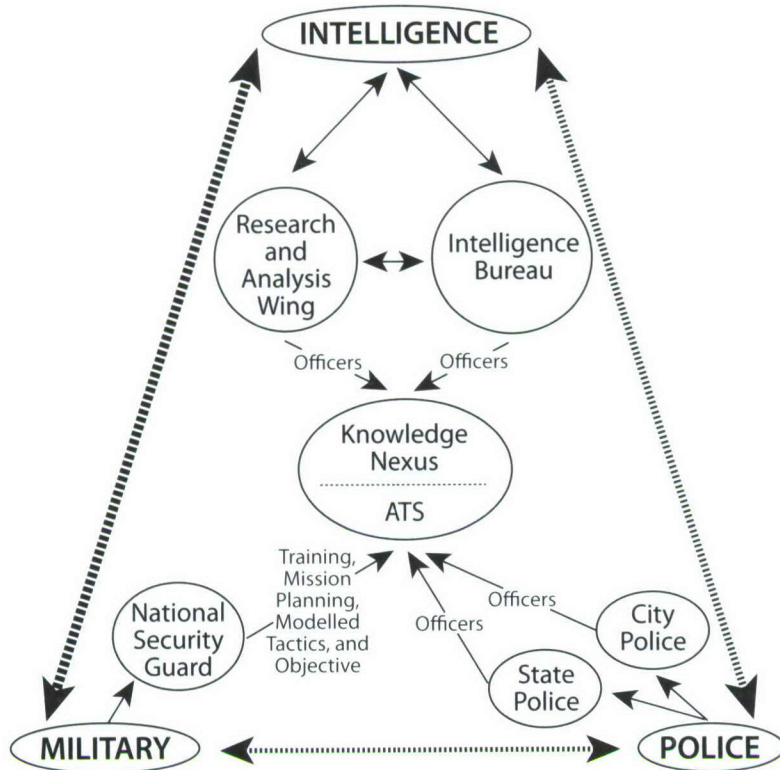 INTELLIGENCE
Research
and
Analysis
Wing
Intelligence
Bureau
Officers
Officers
Knowledge
Nexus
ATS
Training,
Mission
Planning,
Modelled
Tactics, and
Objective
National
Security
Guard
Officers
Officers
City
Police
State
Police
MILITARY
POLICE